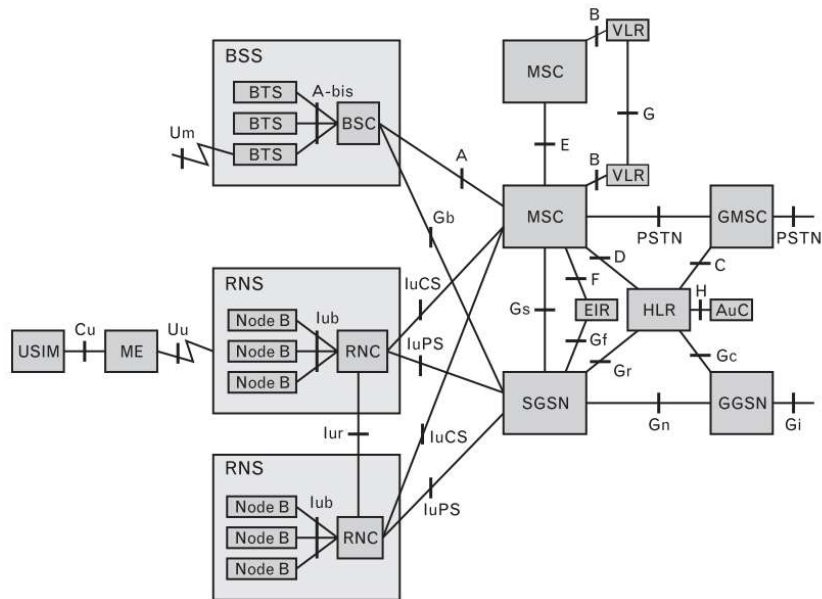 B
VLR
BSS
MSC
BTS
A-bis
BTS
BSC
G
Um
BTS
E
A
B
VLR
Gb
MSC
GMSC
PSTN
PSTN
D
C
RNS
IuCS
F
H
Node B
Iub
Gs
EIR
HLR
AuC
Cu
Uu
USIM
ME
Node B
RNC
IuPS
Gf
Node B
Gr
Gc
SGSN
GGSN
Iur
IuCS
Gn
Gi
RNS
IuPS
Node B
Iub
Node B
RNC
Node B